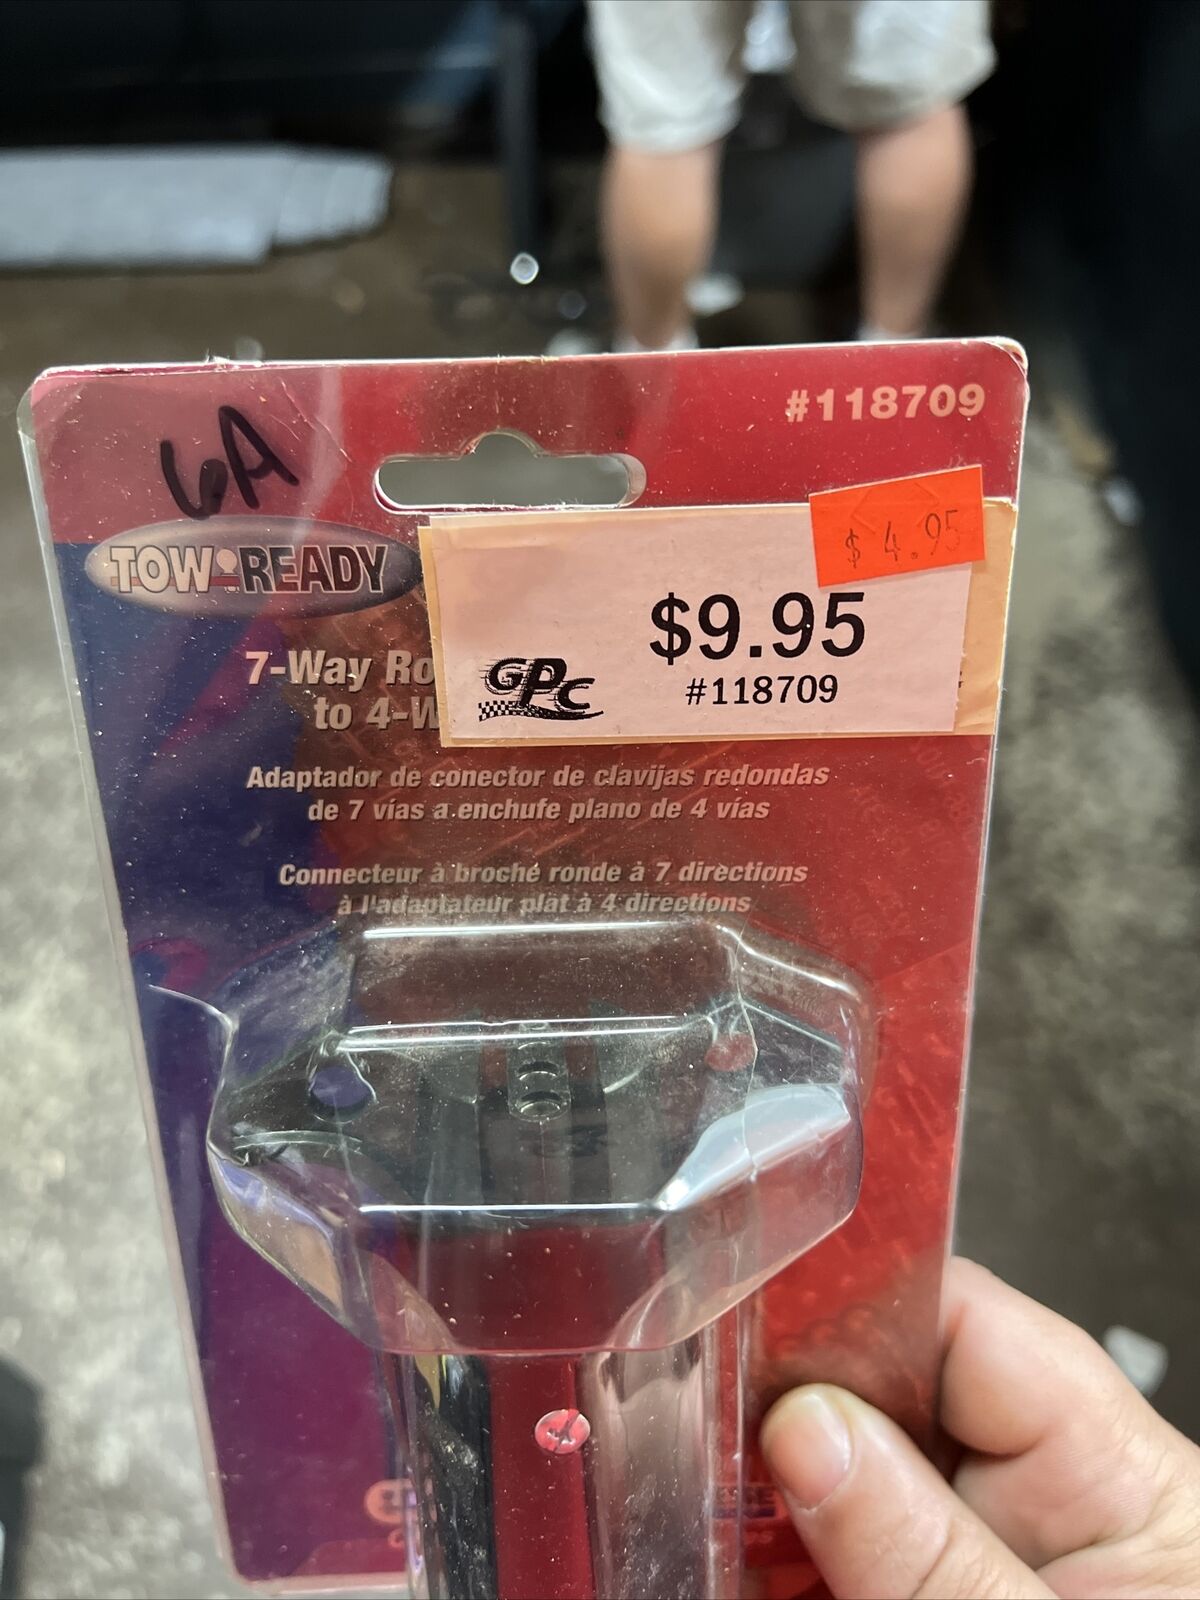 #118709
6A
TOW READY
$4.95
$9.95
GPC
#118709
7-Way Ro
to 4-W
Adaptador de conector de clavijas redondas
de 7 vías a enchufe plano de 4 vías
Connecteur à broche ronde à 7 directions
à l'adaptateur plat à 4 directions